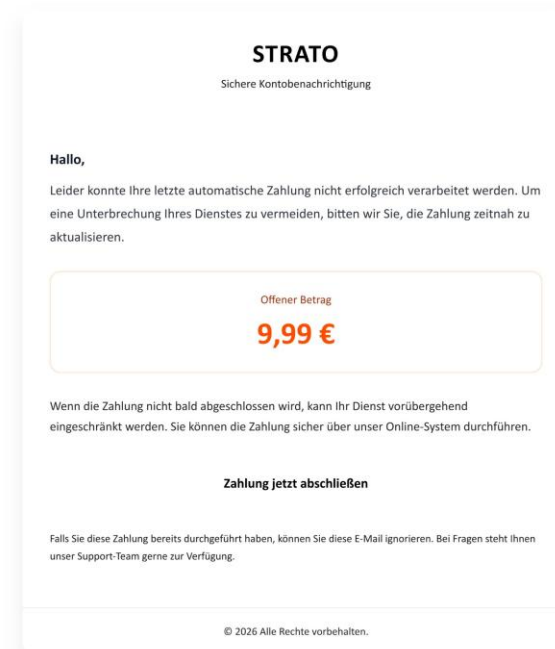 STRATO
Sichere Kontobenachrichtigung
Hallo,
Leider konnte Ihre letzte automatische Zahlung nicht erfolgreich verarbeitet werden. Um
eine Unterbrechung Ihres Dienstes zu vermeiden, bitten wir Sie, die Zahlung zeitnah zu
aktualisieren.
Offener Betrag
9,99 €
Wenn die Zahlung nicht bald abgeschlossen wird, kann Ihr Dienst vorübergehend
eingeschränkt werden. Sie können die Zahlung sicher über unser Online-System durchführen.
Zahlung jetzt abschließen
Falls Sie diese Zahlung bereits durchgeführt haben, können Sie diese E-Mail ignorieren. Bei Fragen steht Ihnen
unser Support-Team gerne zur Verfügung.
© 2026 Alle Rechte vorbehalten.